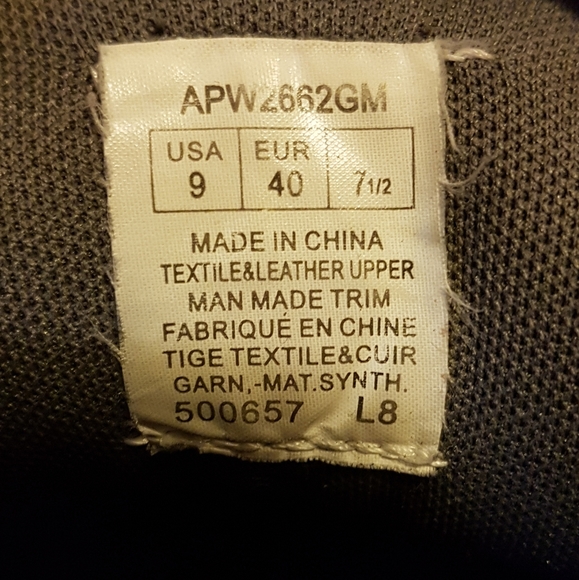 APW2662GM
USA EUR
9 40 7 1/2
MADE IN CHINA
TEXTILE&LEATHER UPPER
MAN MADE TRIM
FABRIQUÉ EN CHINE
TIGE TEXTILE&CUIR
GARN,-MAT.SYNTH.
500657 L8